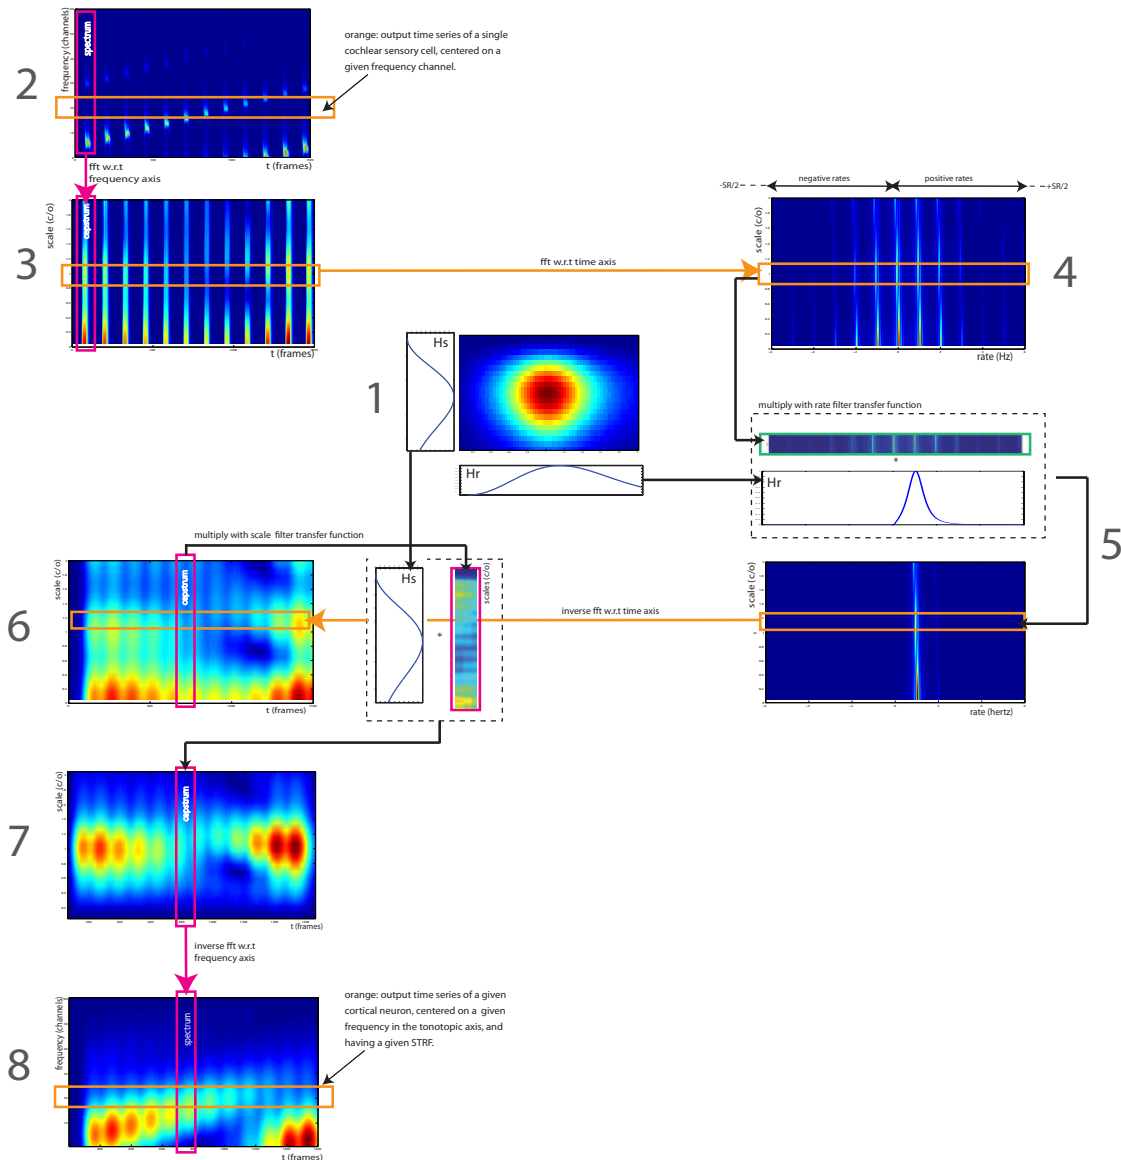 2
frequency (channels)
spectrum
t (frames)
orange: output time series of a single
cochlear sensory cell, centered on a
given frequency channel.
fft w.r.t
frequency axis
3
scale (c/o)
cepstrum
t (frames)
fft w.r.t time axis
-SR/2
negative rates
positive rates
+SR/2
scale (c/o)
rate (Hz)
4
1
Hs
Hr
multiply with rate filter transfer function
*
Hr
5
multiply with scale filter transfer function
6
scale (c/o)
cepstrum
t (frames)
Hs
*
scales (c/o)
inverse fft w.r.t time axis
scale (c/o)
rate (hertz)
7
scale (c/o)
cepstrum
t (frames)
inverse fft w.r.t
frequency axis
8
frequency (channels)
spectrum
t (frames)
orange: output time series of a given
cortical neuron, centered on a given
frequency in the tonotopic axis, and
having a given STRF.